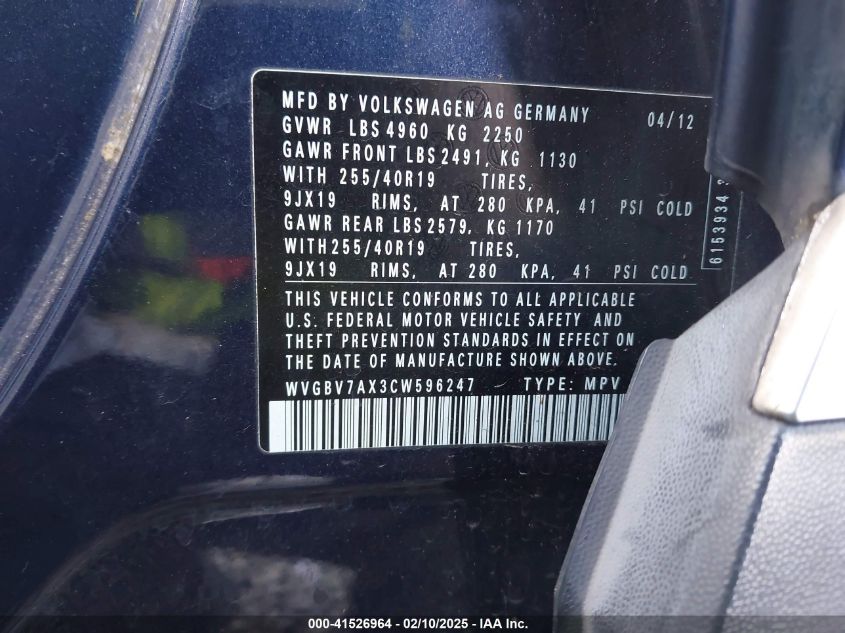 MFD BY VOLKSWAGEN AG GERMANY 04/12
GVWR LBS 4960 KG 2250
GAWR FRONT LBS 2491, KG 1130
WITH 255/40R19 TIRES,
9JX19 RIMS, AT 280 KPA, 41 PSI COLD
GAWR REAR LBS 2579, KG 1170
WITH 255/40R19 TIRES,
9JX19 RIMS, AT 280 KPA, 41 PSI COLD
THIS VEHICLE CONFORMS TO ALL APPLICABLE
U.S. FEDERAL MOTOR VEHICLE SAFETY AND
THEFT PREVENTION STANDARDS IN EFFECT ON
THE DATE OF MANUFACTURE SHOWN ABOVE.
WVGBV7AX3CW596247 TYPE: MPV
6153934
000-41526964 / 02/10/2025 / IAA Inc.